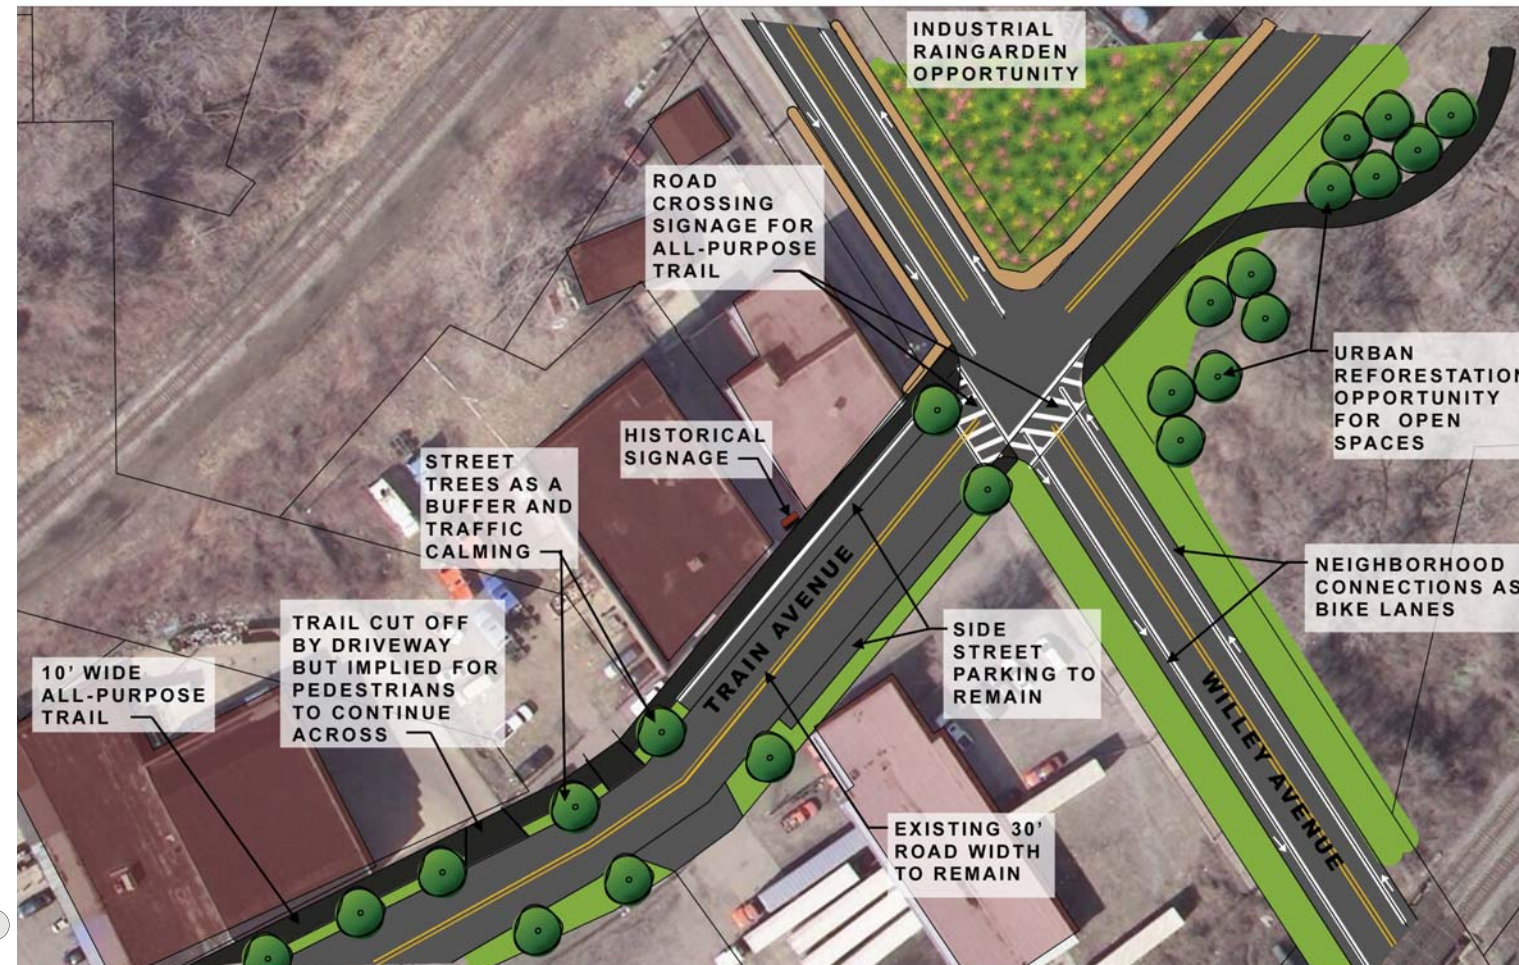 INDUSTRIAL
RAINGARDEN
OPPORTUNITY
ROAD
CROSSING
SIGNAGE FOR
ALL-PURPOSE
TRAIL
URBAN
REFORESTATION
OPPORTUNITY
FOR OPEN
SPACES
HISTORICAL
SIGNAGE
STREET
TREES AS A
BUFFER AND
TRAFFIC
CALMING
NEIGHBORHOOD
CONNECTIONS AS
BIKE LANES
TRAIL CUT OFF
BY DRIVEWAY
BUT IMPLIED FOR
PEDESTRIANS
TO CONTINUE
ACROSS
10' WIDE
ALL-PURPOSE
TRAIL
TRAIN AVENUE
SIDE
STREET
PARKING TO
REMAIN
WILLEY AVENUE
EXISTING 30'
ROAD WIDTH
TO REMAIN